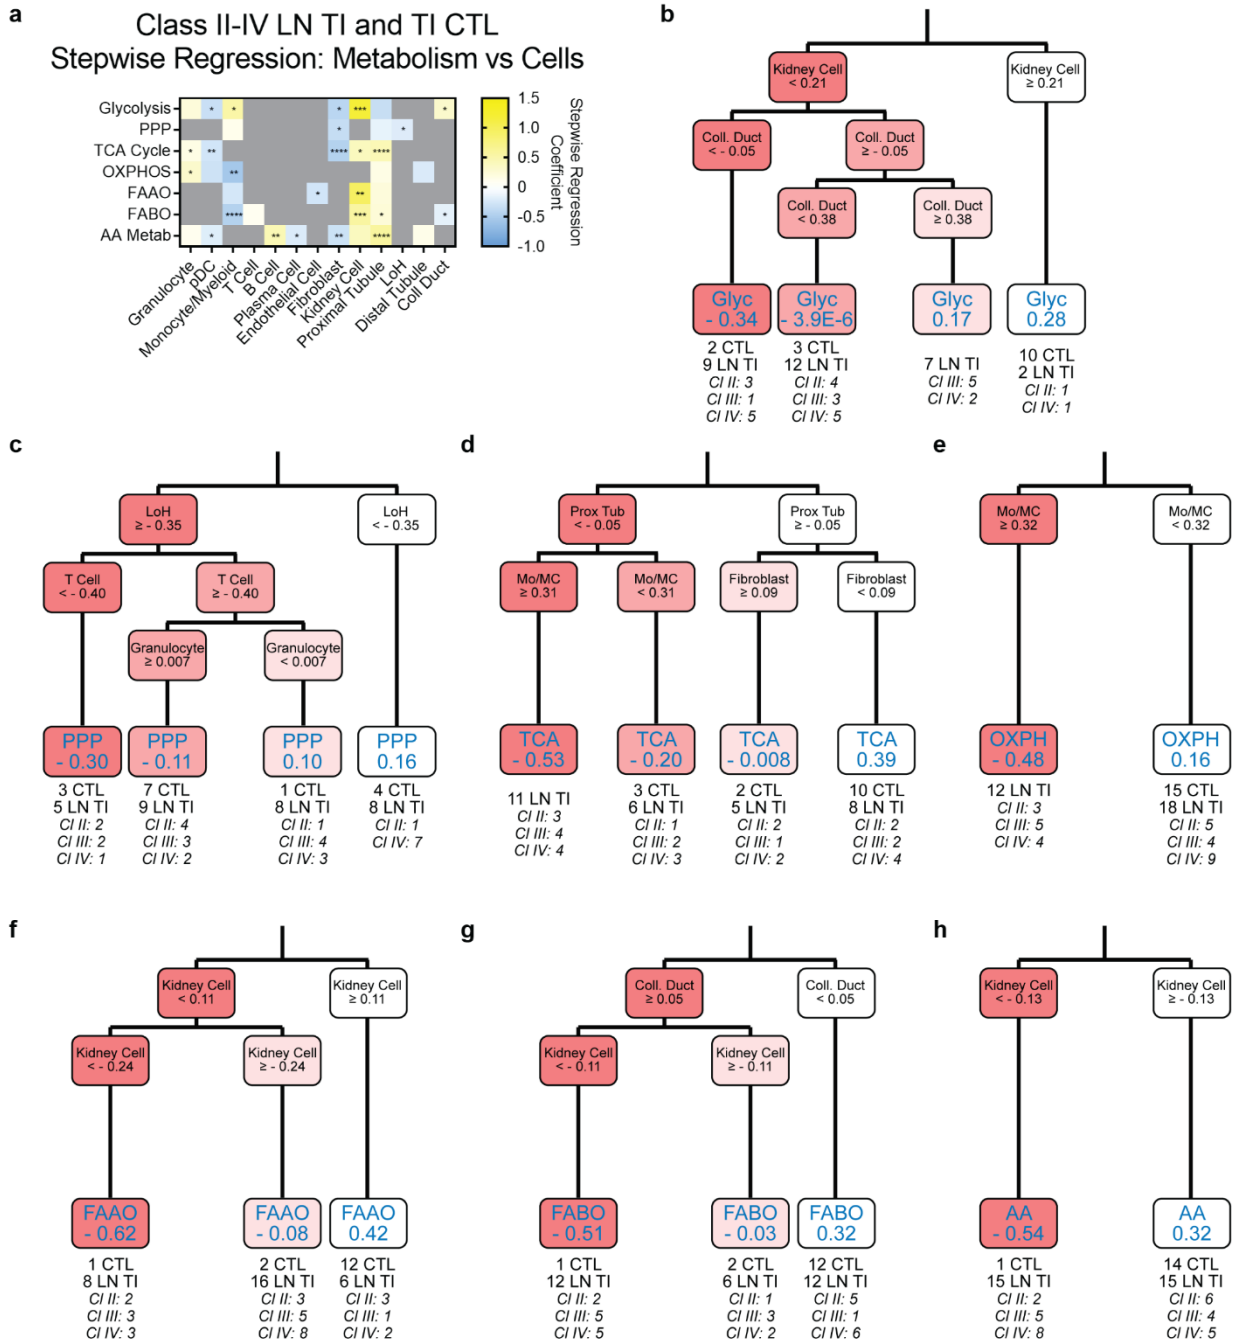 a
Class II-IV LN TI and TI CTL
Stepwise Regression: Metabolism vs Cells
Glycolysis * * * *** *
PPP * *
TCA Cycle * ** **** * ****
OXPHOS * **
FAAO * **
FABO **** *** * *
AA Metab * ** * ** ****
Granulocyte
pDC
Monocyte/Myeloid
T Cell
B Cell
Plasma Cell
Endothelial Cell
Fibroblast
Kidney Cell
Proximal Tubule
LoH
Distal Tubule
Coll Duct
1.5
1.0
0.5
0
-0.5
-1.0
Stepwise Regression
Coefficient
b
Kidney Cell
< 0.21
Kidney Cell
≥ 0.21
Coll. Duct
< - 0.05
Coll. Duct
≥ - 0.05
Coll. Duct
< 0.38
Coll. Duct
≥ 0.38
Glyc
- 0.34
2 CTL
9 LN TI
Cl II: 3
Cl III: 1
Cl IV: 5
Glyc
- 3.9E-6
3 CTL
12 LN TI
Cl II: 4
Cl III: 3
Cl IV: 5
Glyc
0.17
7 LN TI
Cl III: 5
Cl IV: 2
Glyc
0.28
10 CTL
2 LN TI
Cl II: 1
Cl IV: 1
c
LoH
≥ - 0.35
LoH
< - 0.35
T Cell
< - 0.40
T Cell
≥ - 0.40
Granulocyte
≥ 0.007
Granulocyte
< 0.007
PPP
- 0.30
3 CTL
5 LN TI
Cl II: 2
Cl III: 2
Cl IV: 1
PPP
- 0.11
7 CTL
9 LN TI
Cl II: 4
Cl III: 3
Cl IV: 2
PPP
0.10
1 CTL
8 LN TI
Cl II: 1
Cl III: 4
Cl IV: 3
PPP
0.16
4 CTL
8 LN TI
Cl II: 1
Cl IV: 7
d
Prox Tub
< - 0.05
Prox Tub
≥ - 0.05
Mo/MC
≥ 0.31
Mo/MC
< 0.31
Fibroblast
≥ 0.09
Fibroblast
< 0.09
TCA
- 0.53
11 LN TI
Cl II: 3
Cl III: 4
Cl IV: 4
TCA
- 0.20
3 CTL
6 LN TI
Cl II: 1
Cl III: 2
Cl IV: 3
TCA
- 0.008
2 CTL
5 LN TI
Cl II: 2
Cl III: 1
Cl IV: 2
TCA
0.39
10 CTL
8 LN TI
Cl II: 2
Cl III: 2
Cl IV: 4
e
Mo/MC
≥ 0.32
Mo/MC
< 0.32
OXPH
- 0.48
12 LN TI
Cl II: 3
Cl III: 5
Cl IV: 4
OXPH
0.16
15 CTL
18 LN TI
Cl II: 5
Cl III: 4
Cl IV: 9
f
Kidney Cell
< 0.11
Kidney Cell
≥ 0.11
Kidney Cell
< - 0.24
Kidney Cell
≥ - 0.24
FAAO
- 0.62
1 CTL
8 LN TI
Cl II: 2
Cl III: 3
Cl IV: 3
FAAO
- 0.08
2 CTL
16 LN TI
Cl II: 3
Cl III: 5
Cl IV: 8
FAAO
0.42
12 CTL
6 LN TI
Cl II: 3
Cl III: 1
Cl IV: 2
g
Coll. Duct
≥ 0.05
Coll. Duct
< 0.05
Kidney Cell
< - 0.11
Kidney Cell
≥ - 0.11
FABO
- 0.51
1 CTL
12 LN TI
Cl II: 2
Cl III: 5
Cl IV: 5
FABO
- 0.03
2 CTL
6 LN TI
Cl II: 1
Cl III: 3
Cl IV: 2
FABO
0.32
12 CTL
12 LN TI
Cl II: 5
Cl III: 1
Cl IV: 6
h
Kidney Cell
< - 0.13
Kidney Cell
≥ - 0.13
AA
- 0.54
1 CTL
15 LN TI
Cl II: 2
Cl III: 5
Cl IV: 8
AA
0.32
14 CTL
15 LN TI
Cl II: 6
Cl III: 4
Cl IV: 5